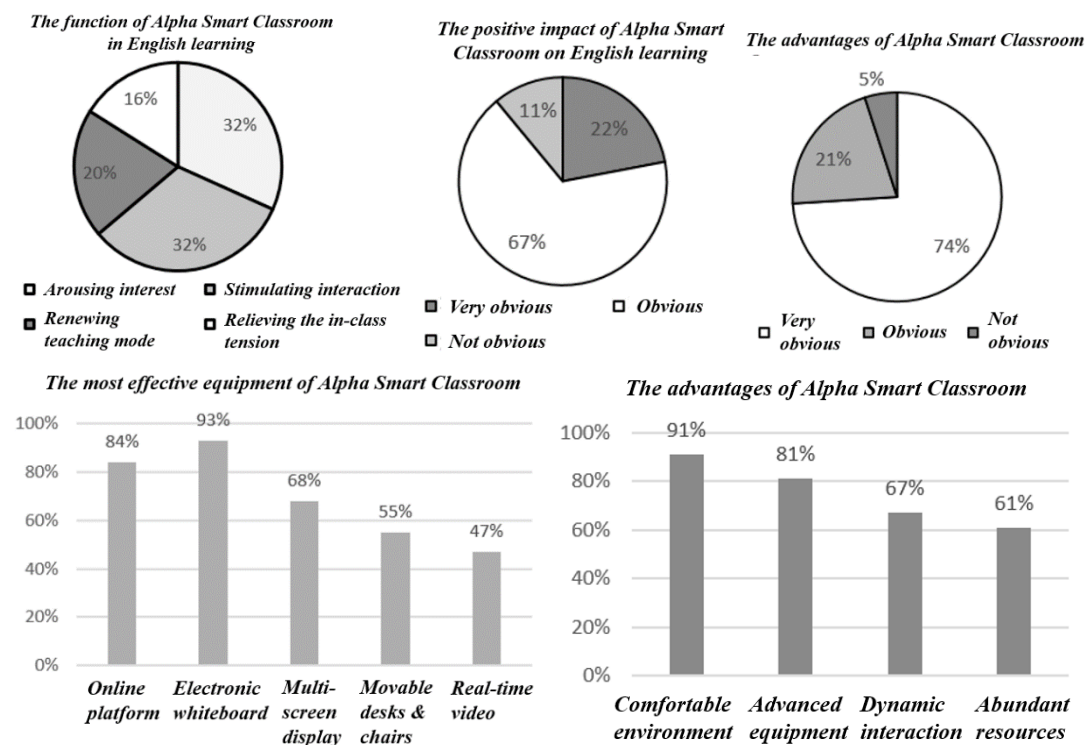 The function of Alpha Smart Classroom
in English learning
16%
32%
20%
32%
Arousing interest
Stimulating interaction
Renewing
teaching mode
Relieving the in-class
tension
The positive impact of Alpha Smart
Classroom on English learning
11%
22%
67%
Very obvious
Obvious
Not obvious
The advantages of Alpha Smart Classroom
5%
21%
74%
Very
obvious
Obvious
Not
obvious
The most effective equipment of Alpha Smart Classroom
100%
80%
60%
40%
20%
0%
84%
93%
68%
55%
47%
Online
platform
Electronic
whiteboard
Multi-
screen
display
Movable
desks &
chairs
Real-time
video
The advantages of Alpha Smart Classroom
100%
80%
60%
40%
20%
0%
91%
81%
67%
61%
Comfortable
environment
Advanced
equipment
Dynamic
interaction
Abundant
resources